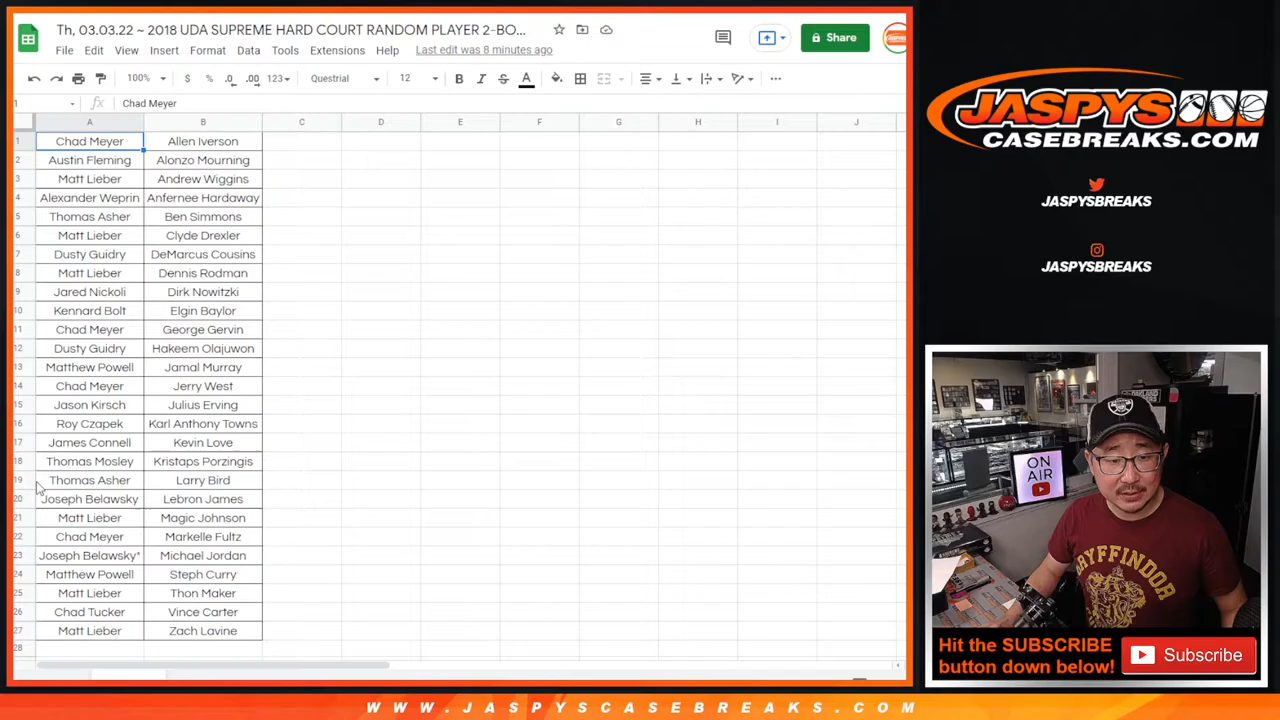 Th, 03.03.22 ~ 2018 UDA SUPREME HARD COURT RANDOM PLAYER 2-BO...
File Edit View Insert Format Data Tools Extensions Help Last edit was 8 minutes ago
Share
100% $ % .0 .00 123 Questrial 12 B I S A
1 fx Chad Meyer
A B C D E F G H I J
1 Chad Meyer Allen Iverson
2 Austin Fleming Alonzo Mourning
3 Matt Lieber Andrew Wiggins
4 Alexander Weprin Anfernee Hardaway
5 Thomas Asher Ben Simmons
6 Matt Lieber Clyde Drexler
7 Dusty Guidry DeMarcus Cousins
8 Matt Lieber Dennis Rodman
9 Jared Nickoli Dirk Nowitzki
10 Kennard Bolt Elgin Baylor
11 Chad Meyer George Gervin
12 Dusty Guidry Hakeem Olajuwon
13 Matthew Powell Jamal Murray
14 Chad Meyer Jerry West
15 Jason Kirsch Julius Erving
16 Roy Czapek Karl Anthony Towns
17 James Connell Kevin Love
18 Thomas Mosley Kristaps Porzingis
19 Thomas Asher Larry Bird
20 Joseph Belawsky Lebron James
21 Matt Lieber Magic Johnson
22 Chad Meyer Markelle Fultz
23 Joseph Belawsky* Michael Jordan
24 Matthew Powell Steph Curry
25 Matt Lieber Thon Maker
26 Chad Tucker Vince Carter
27 Matt Lieber Zach Lavine
28
JASPYS
CASEBREAKS.COM
JASPYSBREAKS
JASPYSBREAKS
ON
AIR
GRYFFINDOR
Hit the SUBSCRIBE
button down below!
Subscribe
WWW.JASPYSCASEBREAKS.COM